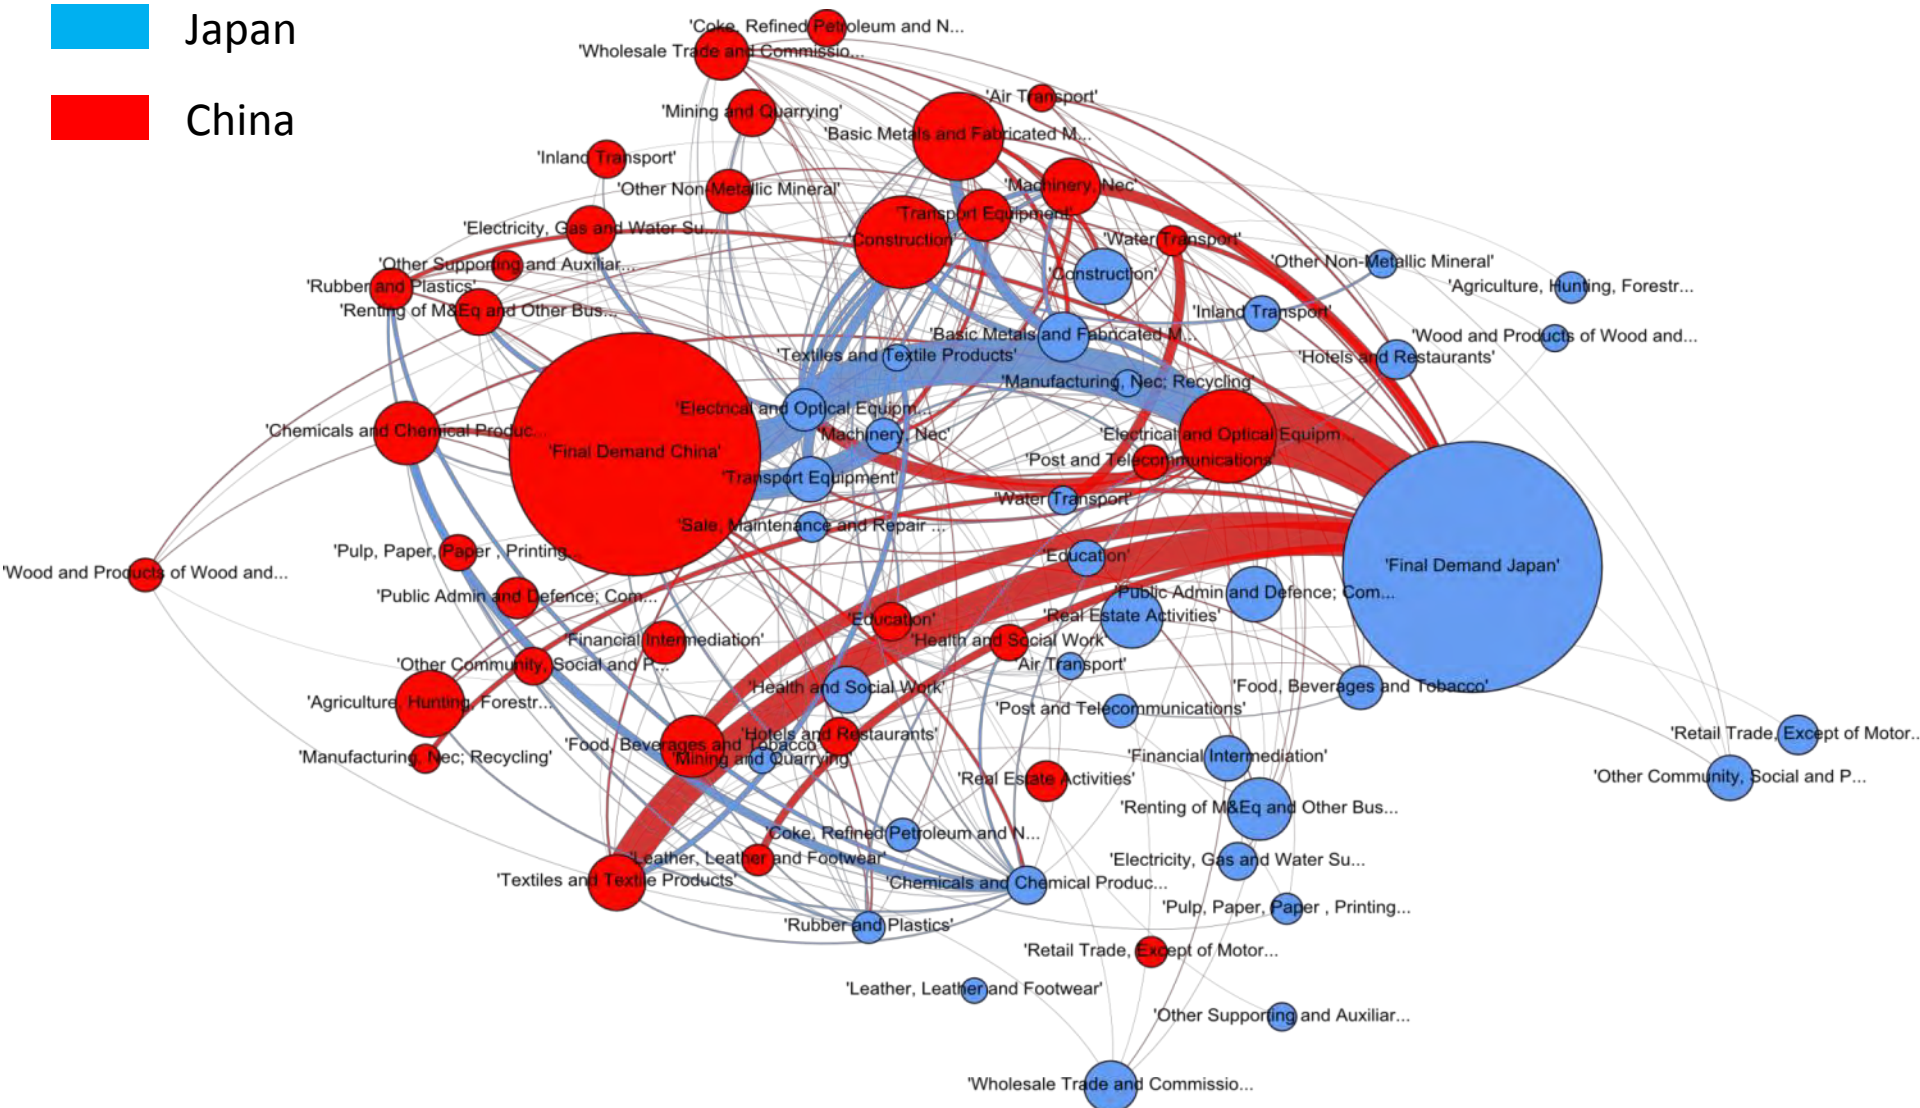 Japan
China
'Coke, Refined Petroleum and N...
'Wholesale Trade and Commissio...
'Air Transport'
'Mining and Quarrying'
'Basic Metals and Fabricated M...
'Inland Transport'
'Other Non-Metallic Mineral'
'Machinery, Nec'
'Transport Equipment'
'Electricity, Gas and Water Su...
'Construction'
'Water Transport'
'Other Supporting and Auxiliar...
'Construction'
'Other Non-Metallic Mineral'
'Rubber and Plastics'
'Agriculture, Hunting, Forestr...
'Renting of M&Eq and Other Bus...
'Inland Transport'
'Basic Metals and Fabricated M...
'Wood and Products of Wood and...
'Textiles and Textile Products'
'Hotels and Restaurants'
'Manufacturing, Nec; Recycling'
'Electrical and Optical Equipm...
'Chemicals and Chemical Produc...
'Machinery, Nec'
'Electrical and Optical Equipm...
'Final Demand China'
'Post and Telecommunications'
'Transport Equipment'
'Water Transport'
'Sale, Maintenance and Repair ...
'Pulp, Paper, Paper , Printing...
'Education'
'Final Demand Japan'
'Wood and Products of Wood and...
'Public Admin and Defence; Com...
'Public Admin and Defence; Com...
'Education'
'Real Estate Activities'
'Financial Intermediation'
'Health and Social Work'
'Other Community, Social and P...
'Air Transport'
'Health and Social Work'
'Food, Beverages and Tobacco'
'Agriculture, Hunting, Forestr...
'Post and Telecommunications'
'Hotels and Restaurants'
'Retail Trade, Except of Motor...
'Food, Beverages and Tobacco'
'Manufacturing, Nec; Recycling'
'Mining and Quarrying'
'Financial Intermediation'
'Other Community, Social and P...
'Real Estate Activities'
'Renting of M&Eq and Other Bus...
'Coke, Refined Petroleum and N...
'Leather, Leather and Footwear'
'Electricity, Gas and Water Su...
'Textiles and Textile Products'
'Chemicals and Chemical Produc...
'Pulp, Paper, Paper , Printing...
'Rubber and Plastics'
'Retail Trade, Except of Motor...
'Leather, Leather and Footwear'
'Other Supporting and Auxiliar...
'Wholesale Trade and Commissio...